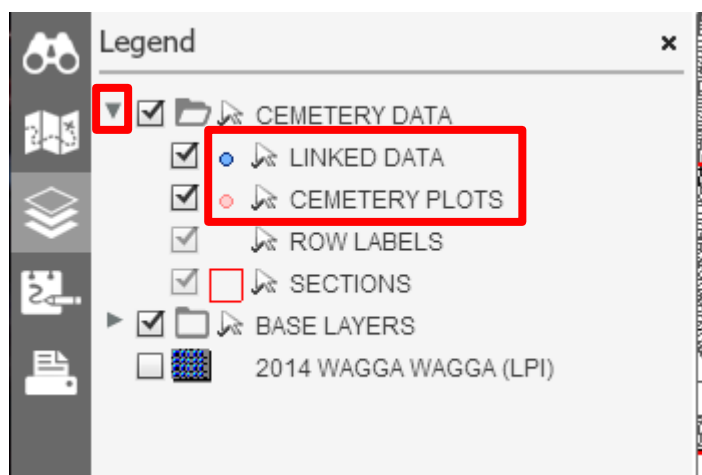 Legend
CEMETERY DATA
LINKED DATA
CEMETERY PLOTS
ROW LABELS
SECTIONS
BASE LAYERS
2014 WAGGA WAGGA (LPI)